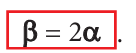 β = 2α.